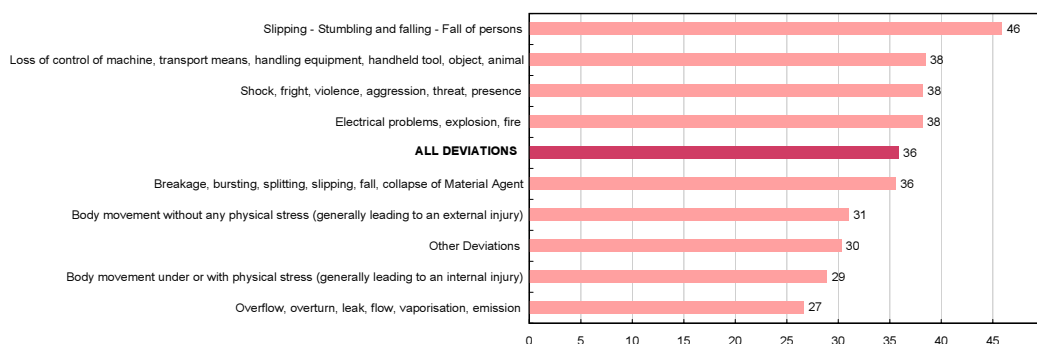 Slipping - Stumbling and falling - Fall of persons 46
Loss of control of machine, transport means, handling equipment, handheld tool, object, animal 38
Shock, fright, violence, aggression, threat, presence 38
Electrical problems, explosion, fire 38
ALL DEVIATIONS 36
Breakage, bursting, splitting, slipping, fall, collapse of Material Agent 36
Body movement without any physical stress (generally leading to an external injury) 31
Other Deviations 30
Body movement under or with physical stress (generally leading to an internal injury) 29
Overflow, overturn, leak, flow, vaporisation, emission 27
0 5 10 15 20 25 30 35 40 45